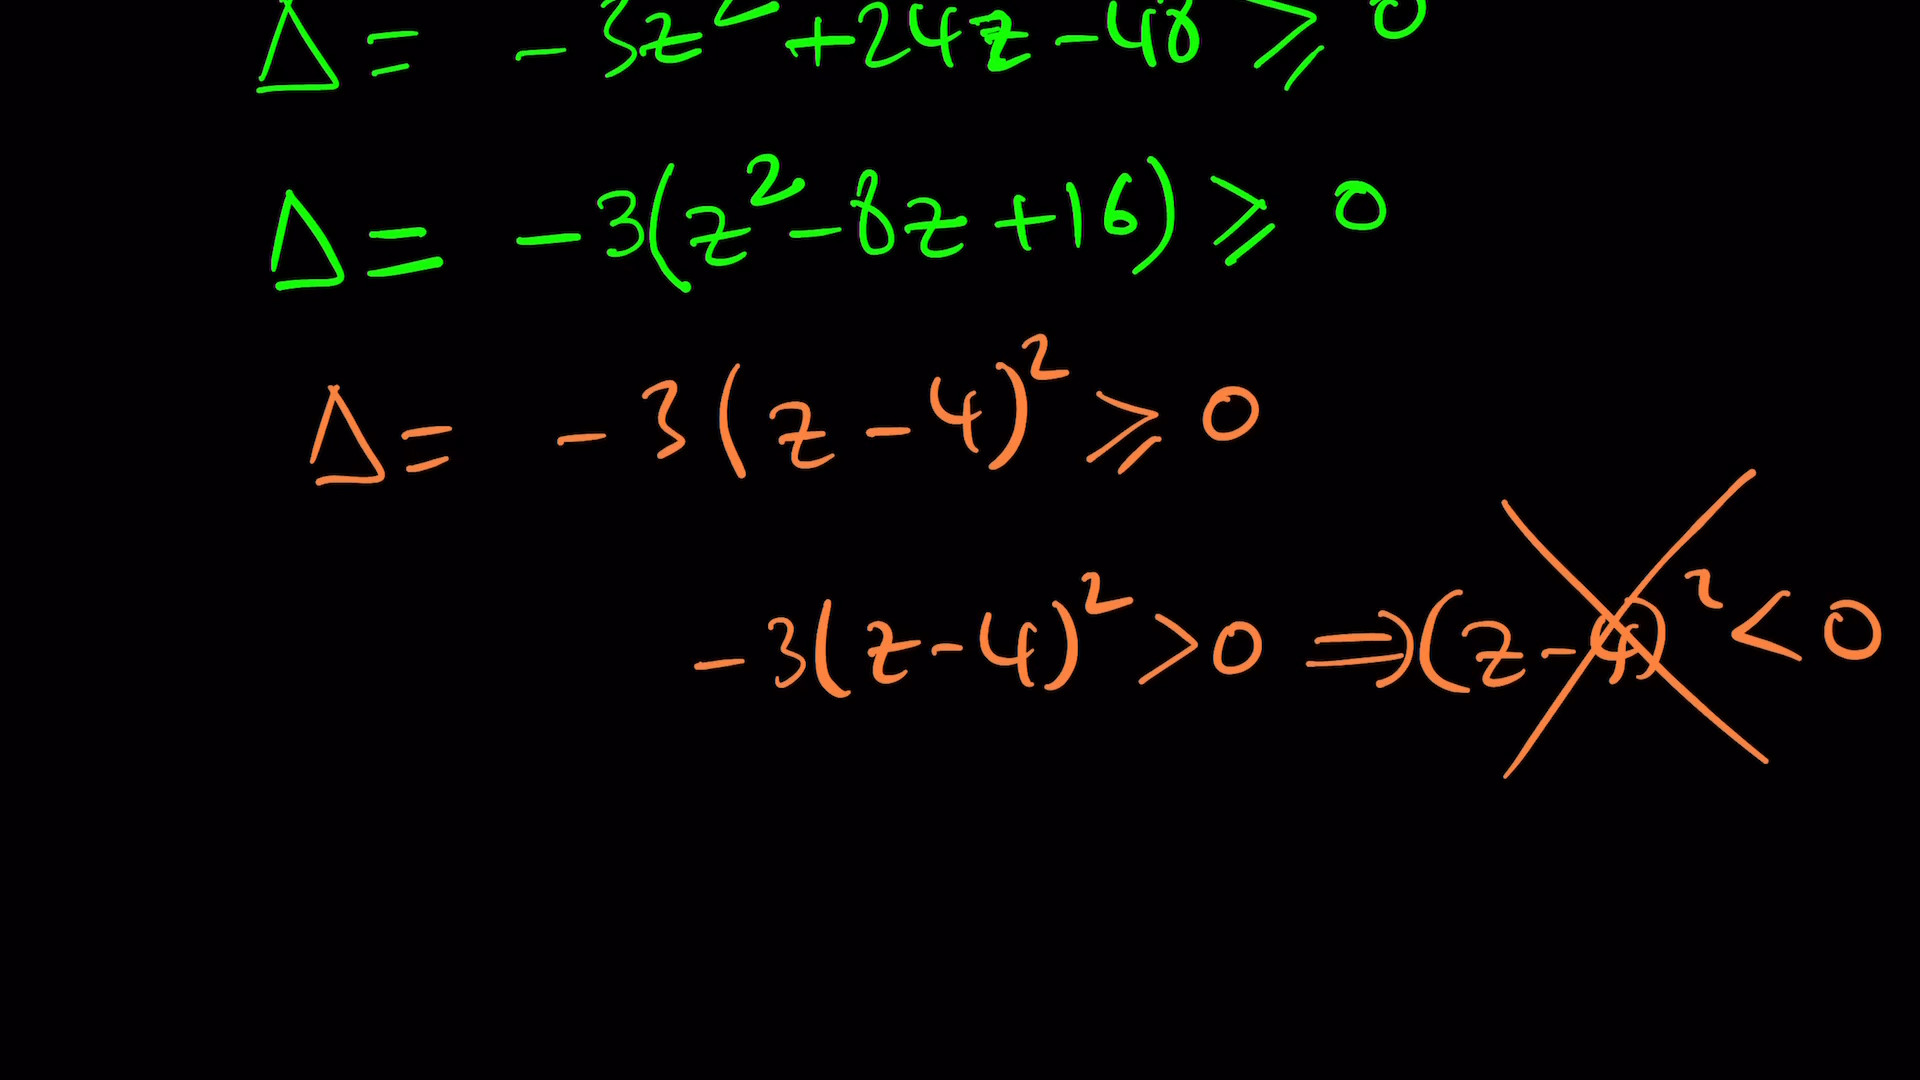 Δ = -3z² + 24z - 48 ⩾ 0
Δ = -3(z² - 8z + 16) ⩾ 0
Δ = -3(z - 4)² ⩾ 0
-3(z - 4)² > 0 ⇒ (z - 4)² < 0